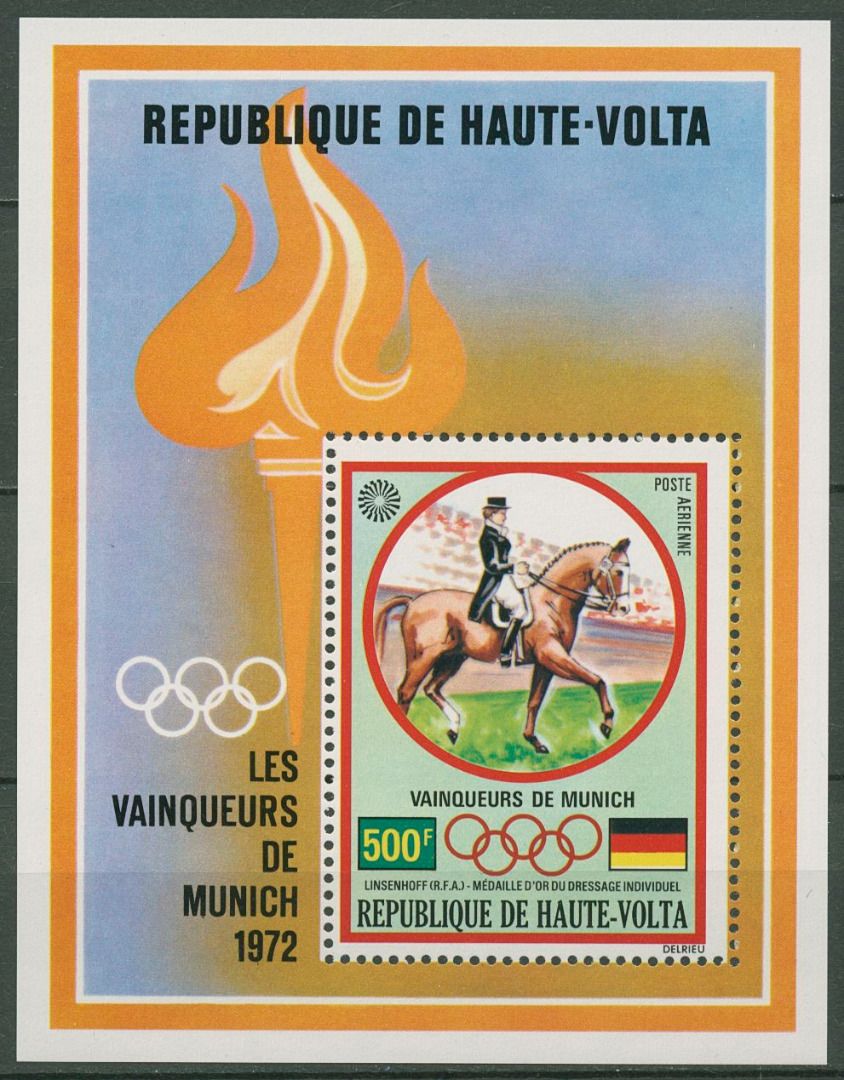 REPUBLIQUE DE HAUTE-VOLTA
POSTE
AERIENNE
LES
VAINQUEURS
DE
MUNICH
1972
VAINQUEURS DE MUNICH
500F
LINSENHOFF (R.F.A.) - MÉDAILLE D'OR DU DRESSAGE INDIVIDUEL
REPUBLIQUE DE HAUTE-VOLTA
DELRIEU